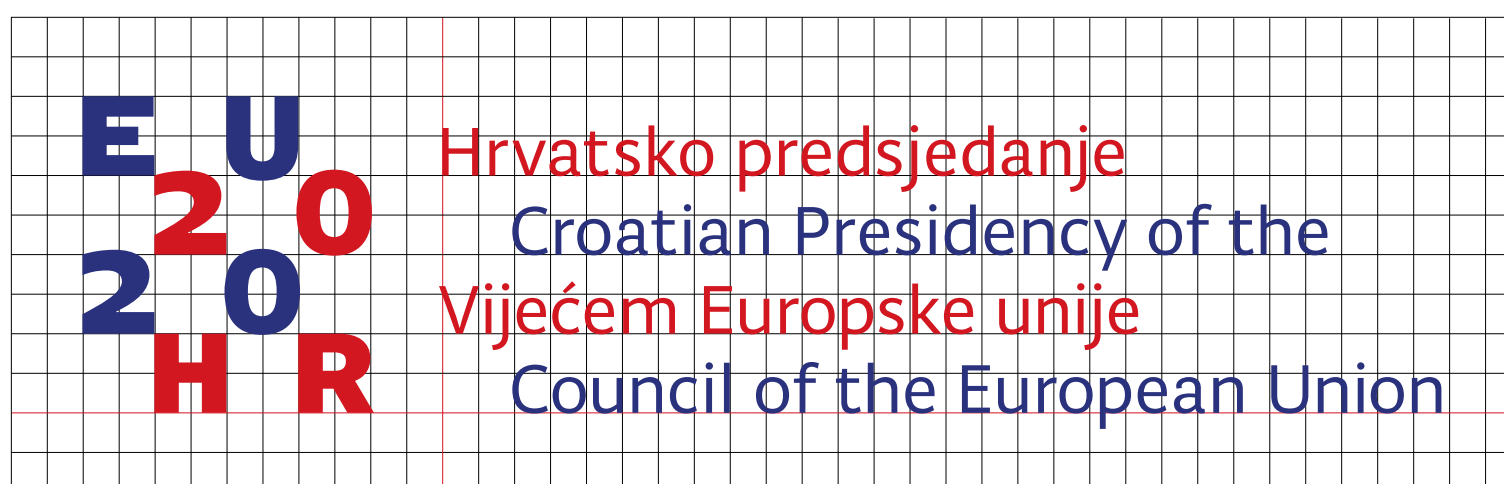 EU
20
20
HR
Hrvatsko predsjedanje
Croatian Presidency of the
Vijećem Europske unije
Council of the European Union